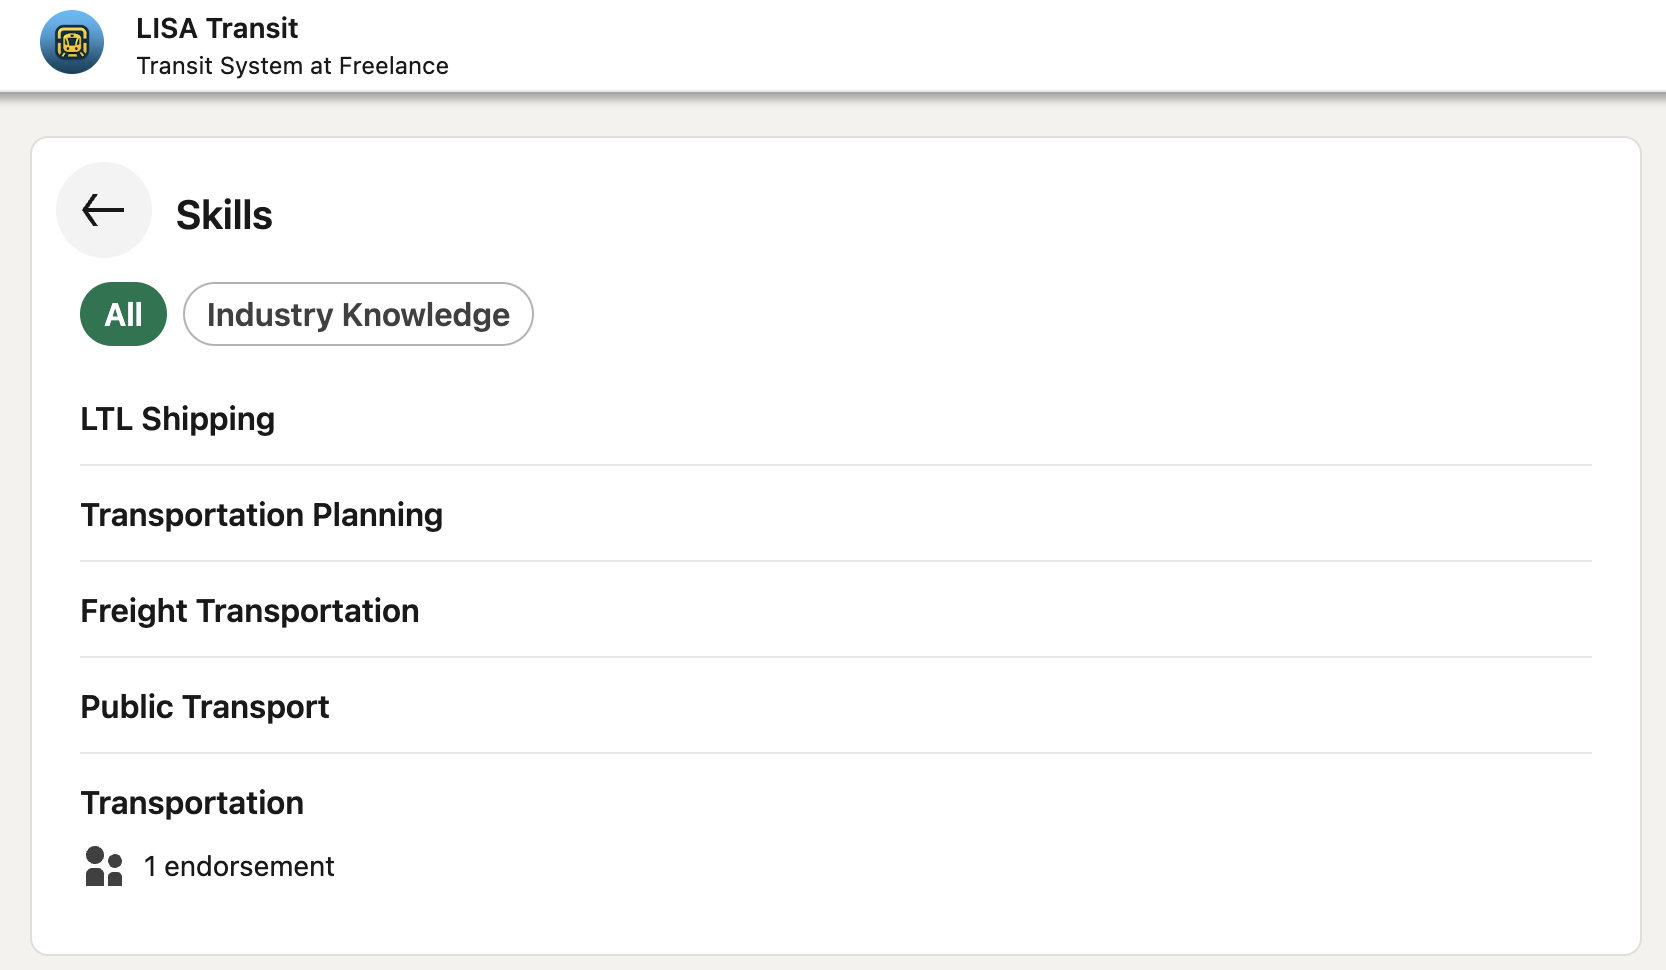 LISA Transit
Transit System at Freelance
Skills
All
Industry Knowledge
LTL Shipping
Transportation Planning
Freight Transportation
Public Transport
Transportation
1 endorsement